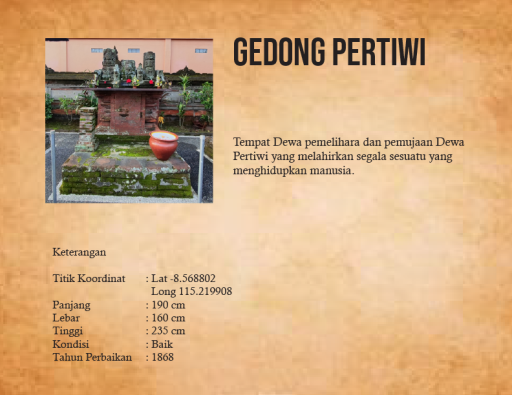 GEDONG PERTIWI
Tempat Dewa pemelihara dan pemujaan Dewa
Pertiwi yang melahirkan segala sesuatu yang
menghidupkan manusia.
Keterangan
Titik Koordinat : Lat -8.568802
Long 115.219908
Panjang : 190 cm
Lebar : 160 cm
Tinggi : 235 cm
Kondisi : Baik
Tahun Perbaikan : 1868